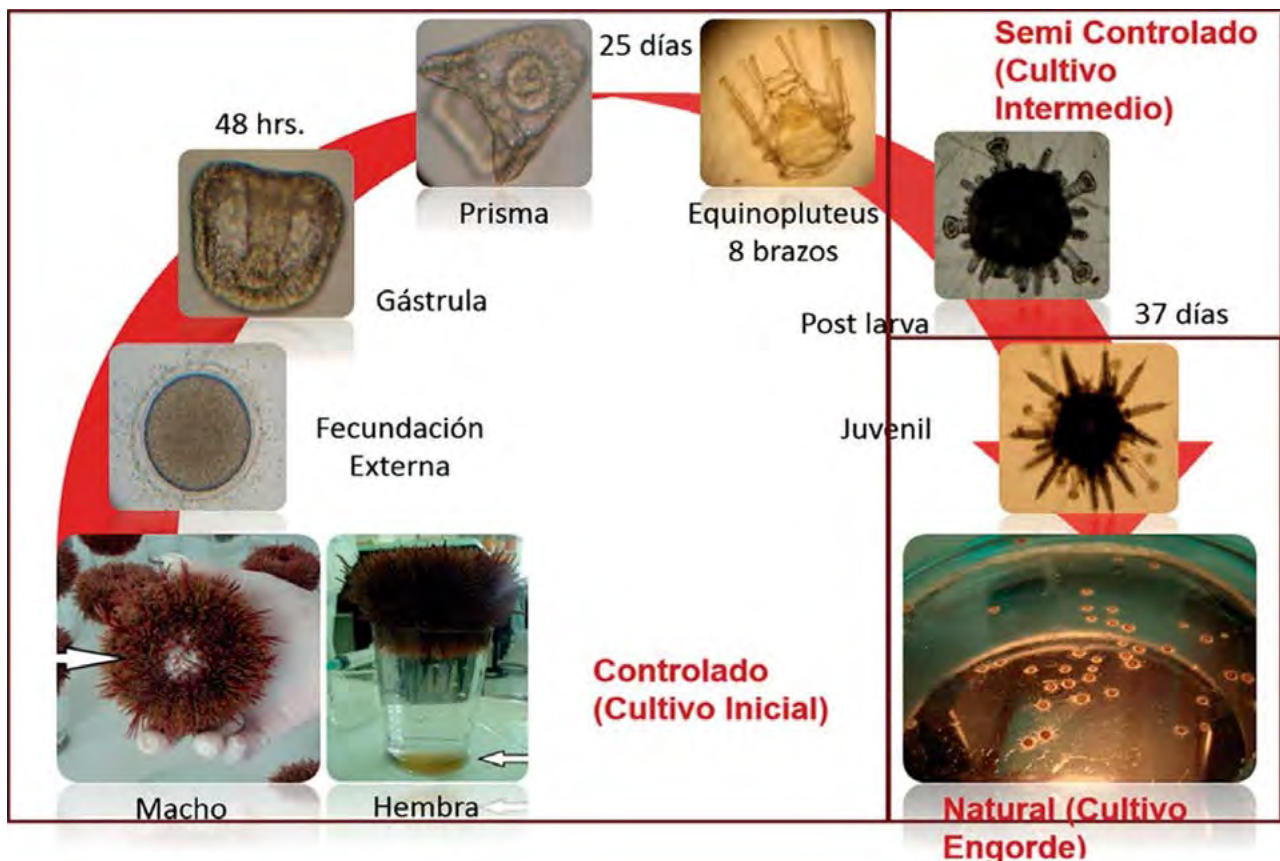 25 días
Semi Controlado
(Cultivo
Intermedio)
48 hrs.
Prisma
Equinopluteus
8 brazos
Gástrula
Post larva
37 días
Fecundación
Externa
Juvenil
Controlado
(Cultivo Inicial)
Macho
Hembra
Natural (Cultivo
Engorde)